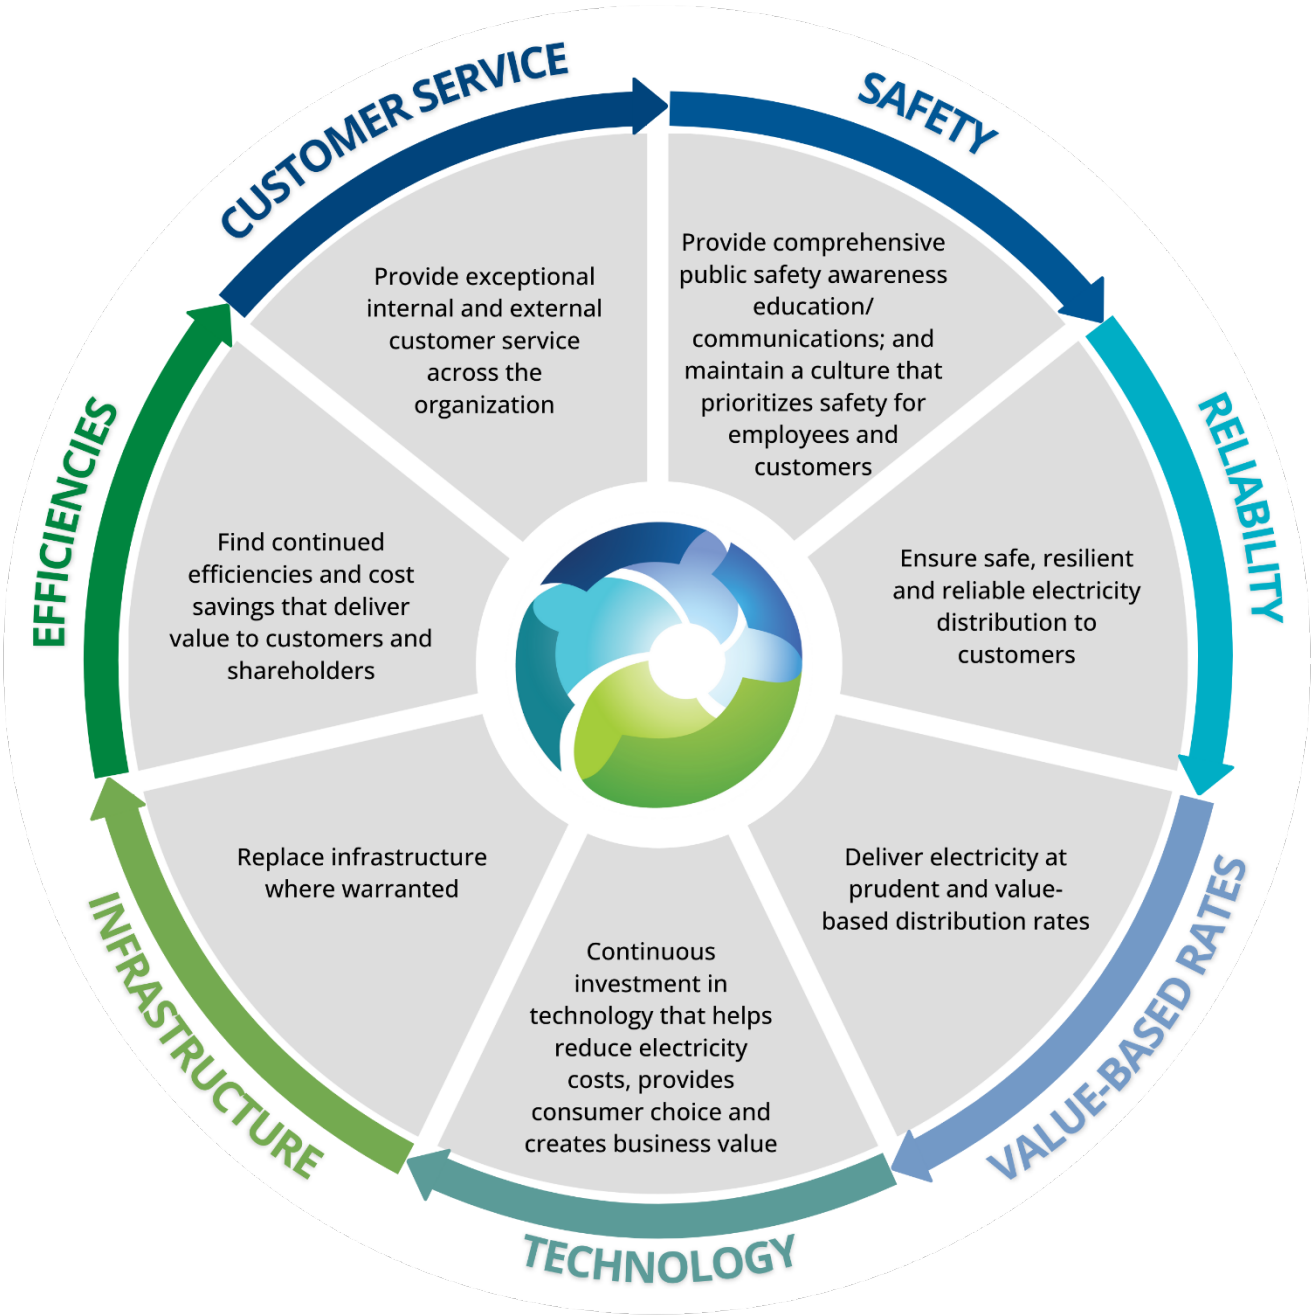 CUSTOMER SERVICE
Provide exceptional
internal and external
customer service
across the
organization
SAFETY
Provide comprehensive
public safety awareness
education/
communications; and
maintain a culture that
prioritizes safety for
employees and
customers
RELIABILITY
Ensure safe, resilient
and reliable electricity
distribution to
customers
VALUE-BASED RATES
Deliver electricity at
prudent and value-
based distribution rates
TECHNOLOGY
Continuous
investment in
technology that helps
reduce electricity
costs, provides
consumer choice and
creates business value
INFRASTRUCTURE
Replace infrastructure
where warranted
EFFICIENCIES
Find continued
efficiencies and cost
savings that deliver
value to customers and
shareholders